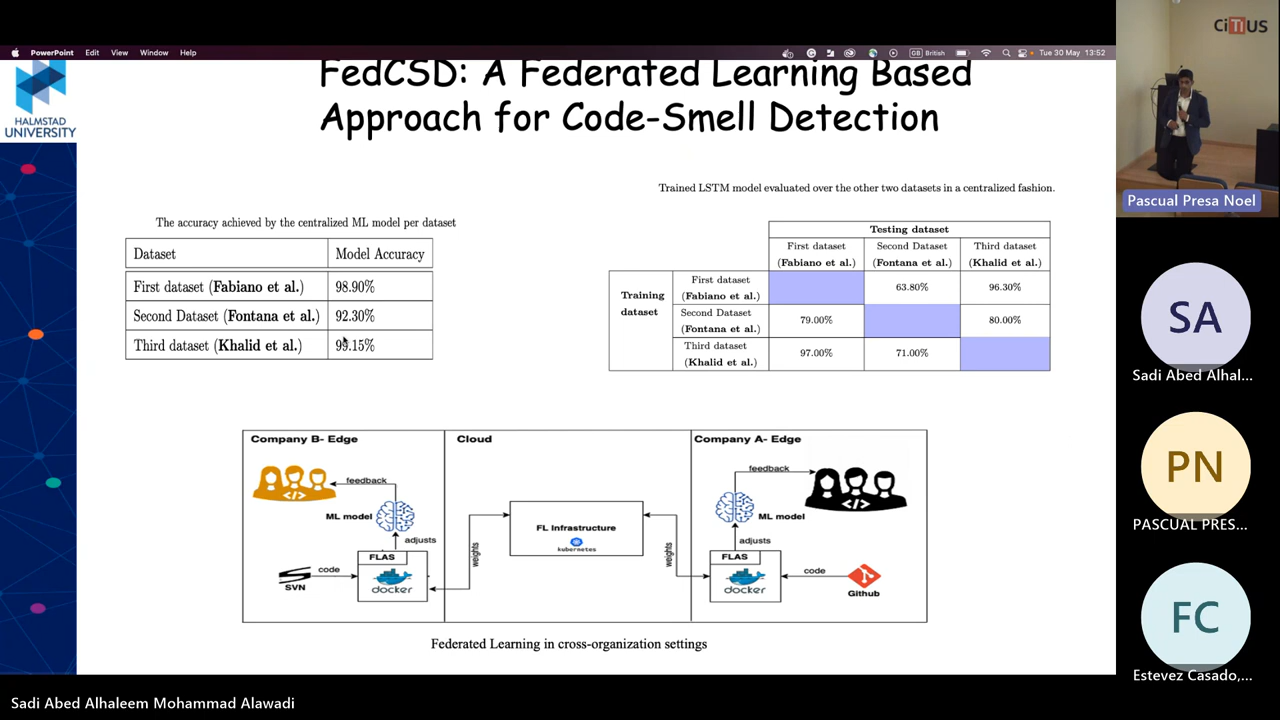 PowerPoint Edit View Window Help
British
Tue 30 May 13:52
HALMSTAD
UNIVERSITY
FedCSD: A Federated Learning Based
Approach for Code-Smell Detection
The accuracy achieved by the centralized ML model per dataset
Dataset Model Accuracy
First dataset (Fabiano et al.) 98.90%
Second Dataset (Fontana et al.) 92.30%
Third dataset (Khalid et al.) 99.15%
Trained LSTM model evaluated over the other two datasets in a centralized fashion.
Testing dataset
First dataset Second Dataset Third dataset
(Fabiano et al.) (Fontana et al.) (Khalid et al.)
Training
dataset
First dataset
(Fabiano et al.)
63.80% 96.30%
Second Dataset
(Fontana et al.)
79.00% 80.00%
Third dataset
(Khalid et al.)
97.00% 71.00%
Company B- Edge
feedback
ML model
adjusts
FLAS
docker
code
SVN
Cloud
weights
FL Infrastructure
kubernetes
weights
Company A- Edge
feedback
ML model
adjusts
FLAS
docker
code
Github
Federated Learning in cross-organization settings
CiTIUS
Pascual Presa Noel
SA
Sadi Abed Alhal...
PN
PASCUAL PRES...
FC
Estevez Casado,...
Sadi Abed Alhaleem Mohammad Alawadi